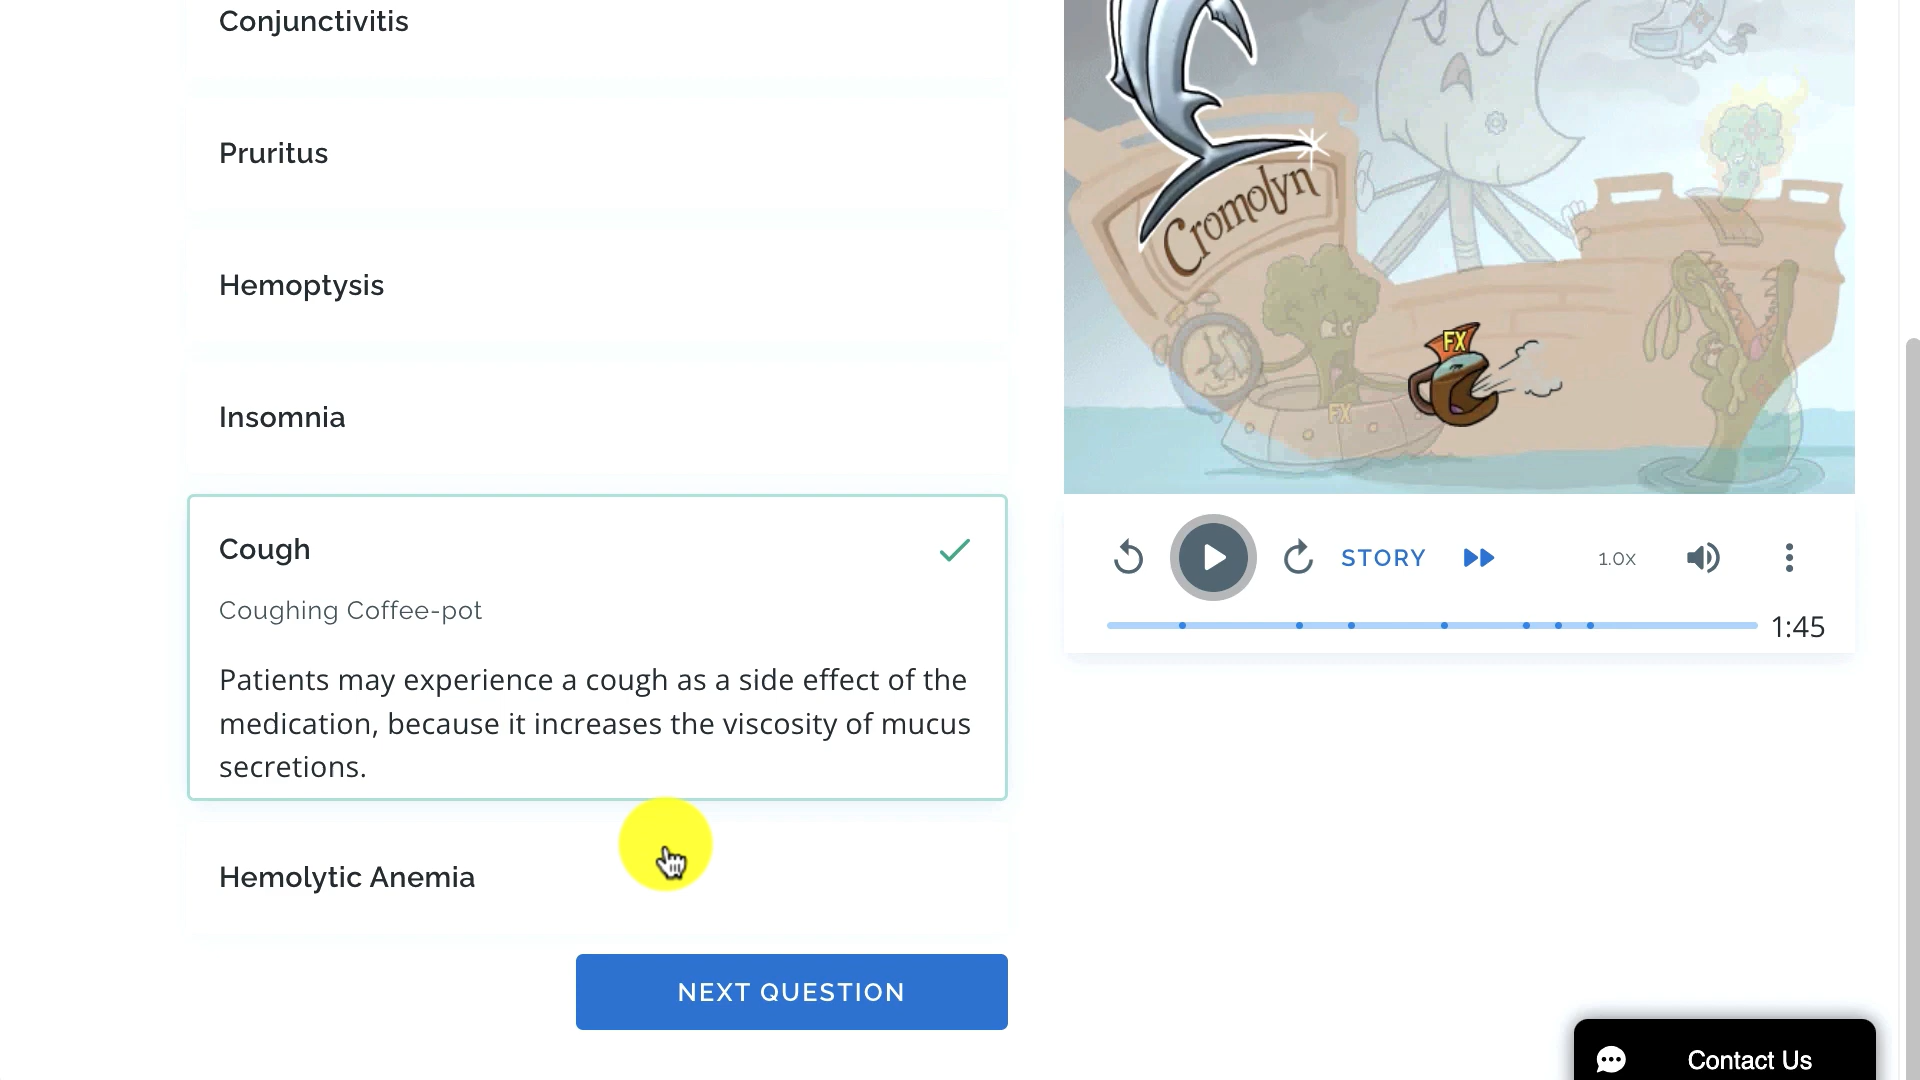 Conjunctivitis
Pruritus
Hemoptysis
Insomnia
Cough
Coughing Coffee-pot
Patients may experience a cough as a side effect of the
medication, because it increases the viscosity of mucus
secretions.
Hemolytic Anemia
NEXT QUESTION
Cromolyn
FX
FX
STORY
1.0x
1:45
Contact Us